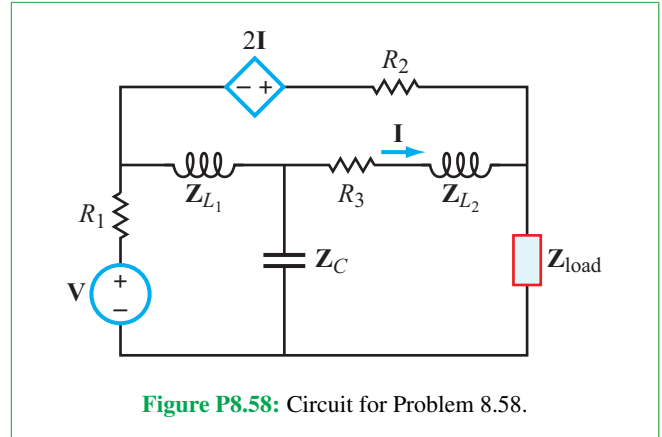 2I
− +
R2
I
ZL1
R3
ZL2
R1
ZC
Zload
V
+
−
Figure P8.58: Circuit for Problem 8.58.